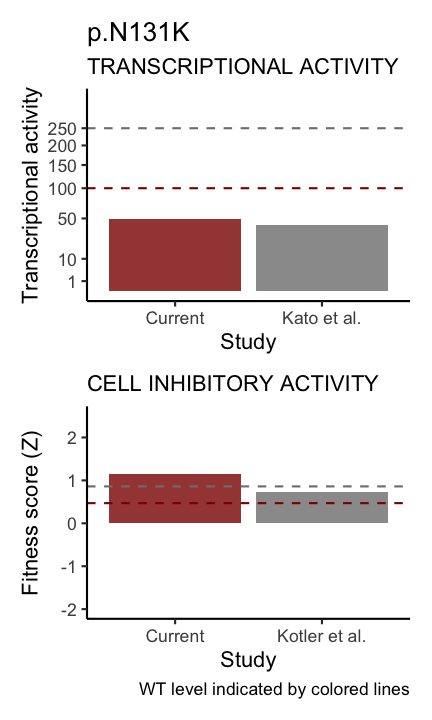 p.N131K
TRANSCRIPTIONAL ACTIVITY
Transcriptional activity
250
200
150
100
50
10
1
Current
Kato et al.
Study
CELL INHIBITORY ACTIVITY
Fitness score (Z)
2
1
0
-1
-2
Current
Kotler et al.
Study
WT level indicated by colored lines